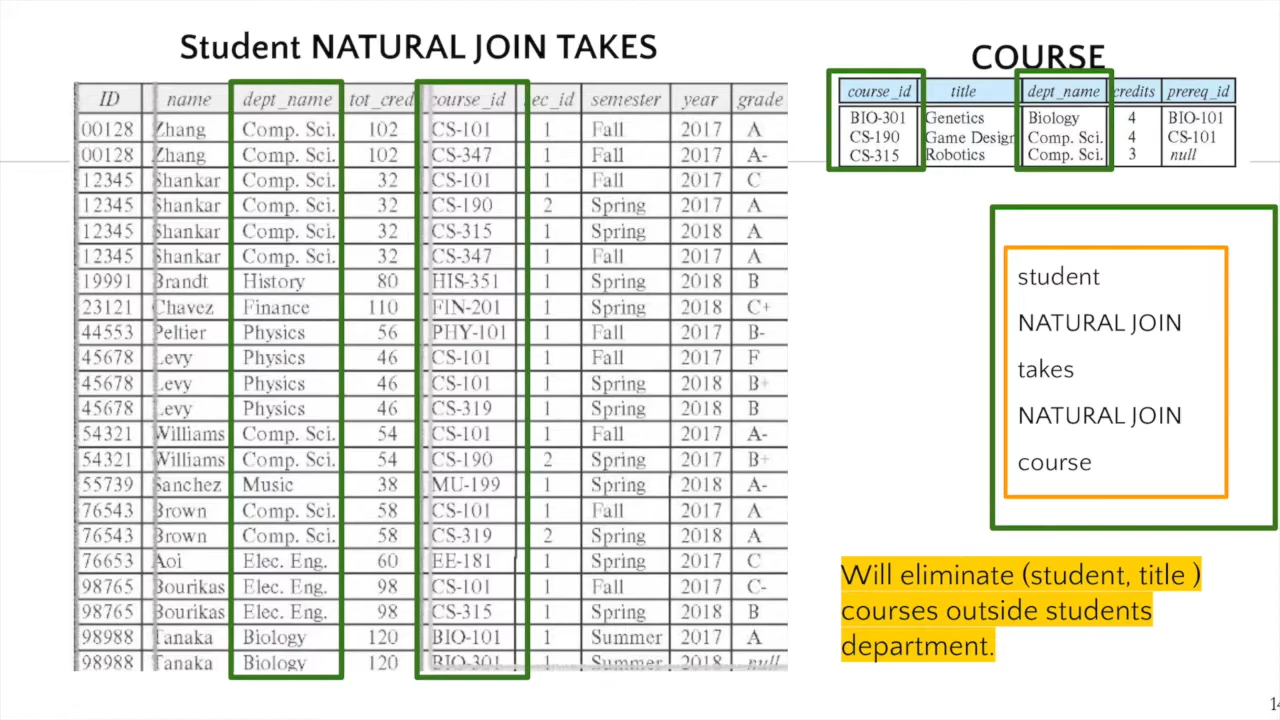 Student NATURAL JOIN TAKES
ID name dept_name tot_cred course_id ec_id semester year grade
00128 Zhang Comp. Sci. 102 CS-101 1 Fall 2017 A
00128 Zhang Comp. Sci. 102 CS-347 1 Fall 2017 A-
12345 Shankar Comp. Sci. 32 CS-101 1 Fall 2017 C
12345 Shankar Comp. Sci. 32 CS-190 2 Spring 2017 A
12345 Shankar Comp. Sci. 32 CS-315 1 Spring 2018 A
12345 Shankar Comp. Sci. 32 CS-347 1 Fall 2017 A
19991 Brandt History 80 HIS-351 1 Spring 2018 B
23121 Chavez Finance 110 FIN-201 1 Spring 2018 C+
44553 Peltier Physics 56 PHY-101 1 Fall 2017 B-
45678 Levy Physics 46 CS-101 1 Fall 2017 F
45678 Levy Physics 46 CS-101 1 Spring 2018 B+
45678 Levy Physics 46 CS-319 1 Spring 2018 B
54321 Williams Comp. Sci. 54 CS-101 1 Fall 2017 A-
54321 Williams Comp. Sci. 54 CS-190 2 Spring 2017 B+
55739 Sanchez Music 38 MU-199 1 Spring 2018 A-
76543 Brown Comp. Sci. 58 CS-101 1 Fall 2017 A
76543 Brown Comp. Sci. 58 CS-319 2 Spring 2018 A
76653 Aoi Elec. Eng. 60 EE-181 1 Spring 2017 C
98765 Bourikas Elec. Eng. 98 CS-101 1 Fall 2017 C-
98765 Bourikas Elec. Eng. 98 CS-315 1 Spring 2018 B
98988 Tanaka Biology 120 BIO-101 1 Summer 2017 A
98988 Tanaka Biology 120 BIO-301 1 Summer 2018 null
COURSE
course_id title dept_name credits prereq_id
BIO-301 Genetics Biology 4 BIO-101
CS-190 Game Design Comp. Sci. 4 CS-101
CS-315 Robotics Comp. Sci. 3 null
student
NATURAL JOIN
takes
NATURAL JOIN
course
Will eliminate (student, title )
courses outside students
department.